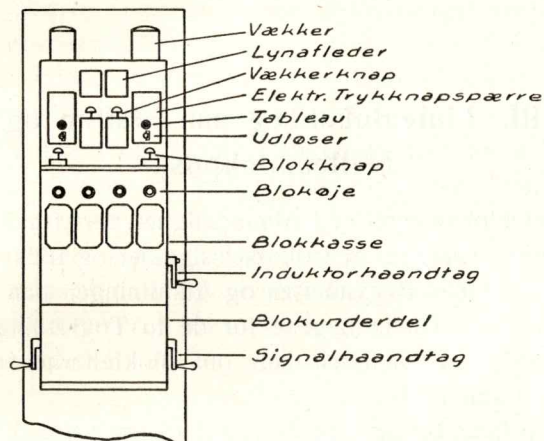 Vækker
Lynafleder
Vækkerknap
Elektr. Trykknapspærre
Tableau
Udløser
Blokknap
Blokøje
Blokkasse
Induktorhaandtag
Blokunderdel
Signalhaandtag